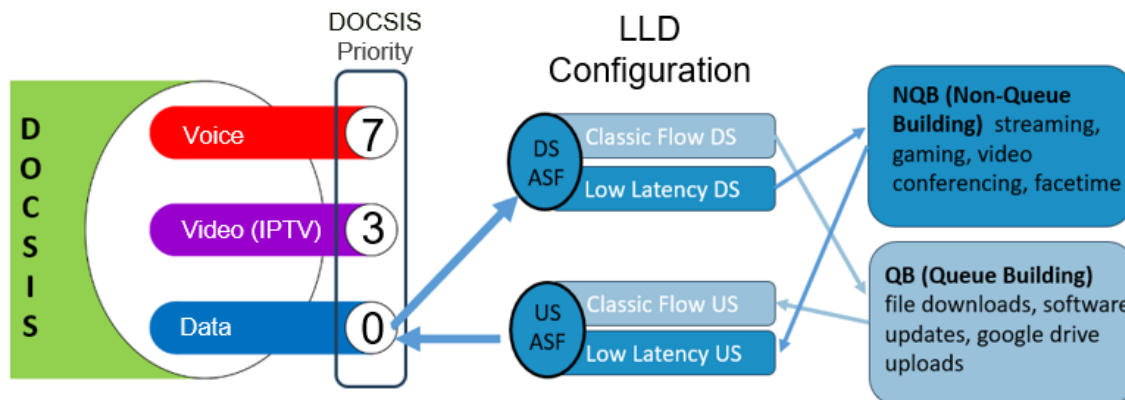 DOCSIS
DOCSIS
Priority
Voice
7
Video (IPTV)
3
Data
0
LLD
Configuration
DS
ASF
Classic Flow DS
Low Latency DS
US
ASF
Classic Flow US
Low Latency US
NQB (Non-Queue
Building) streaming,
gaming, video
conferencing, facetime
QB (Queue Building)
file downloads, software
updates, google drive
uploads